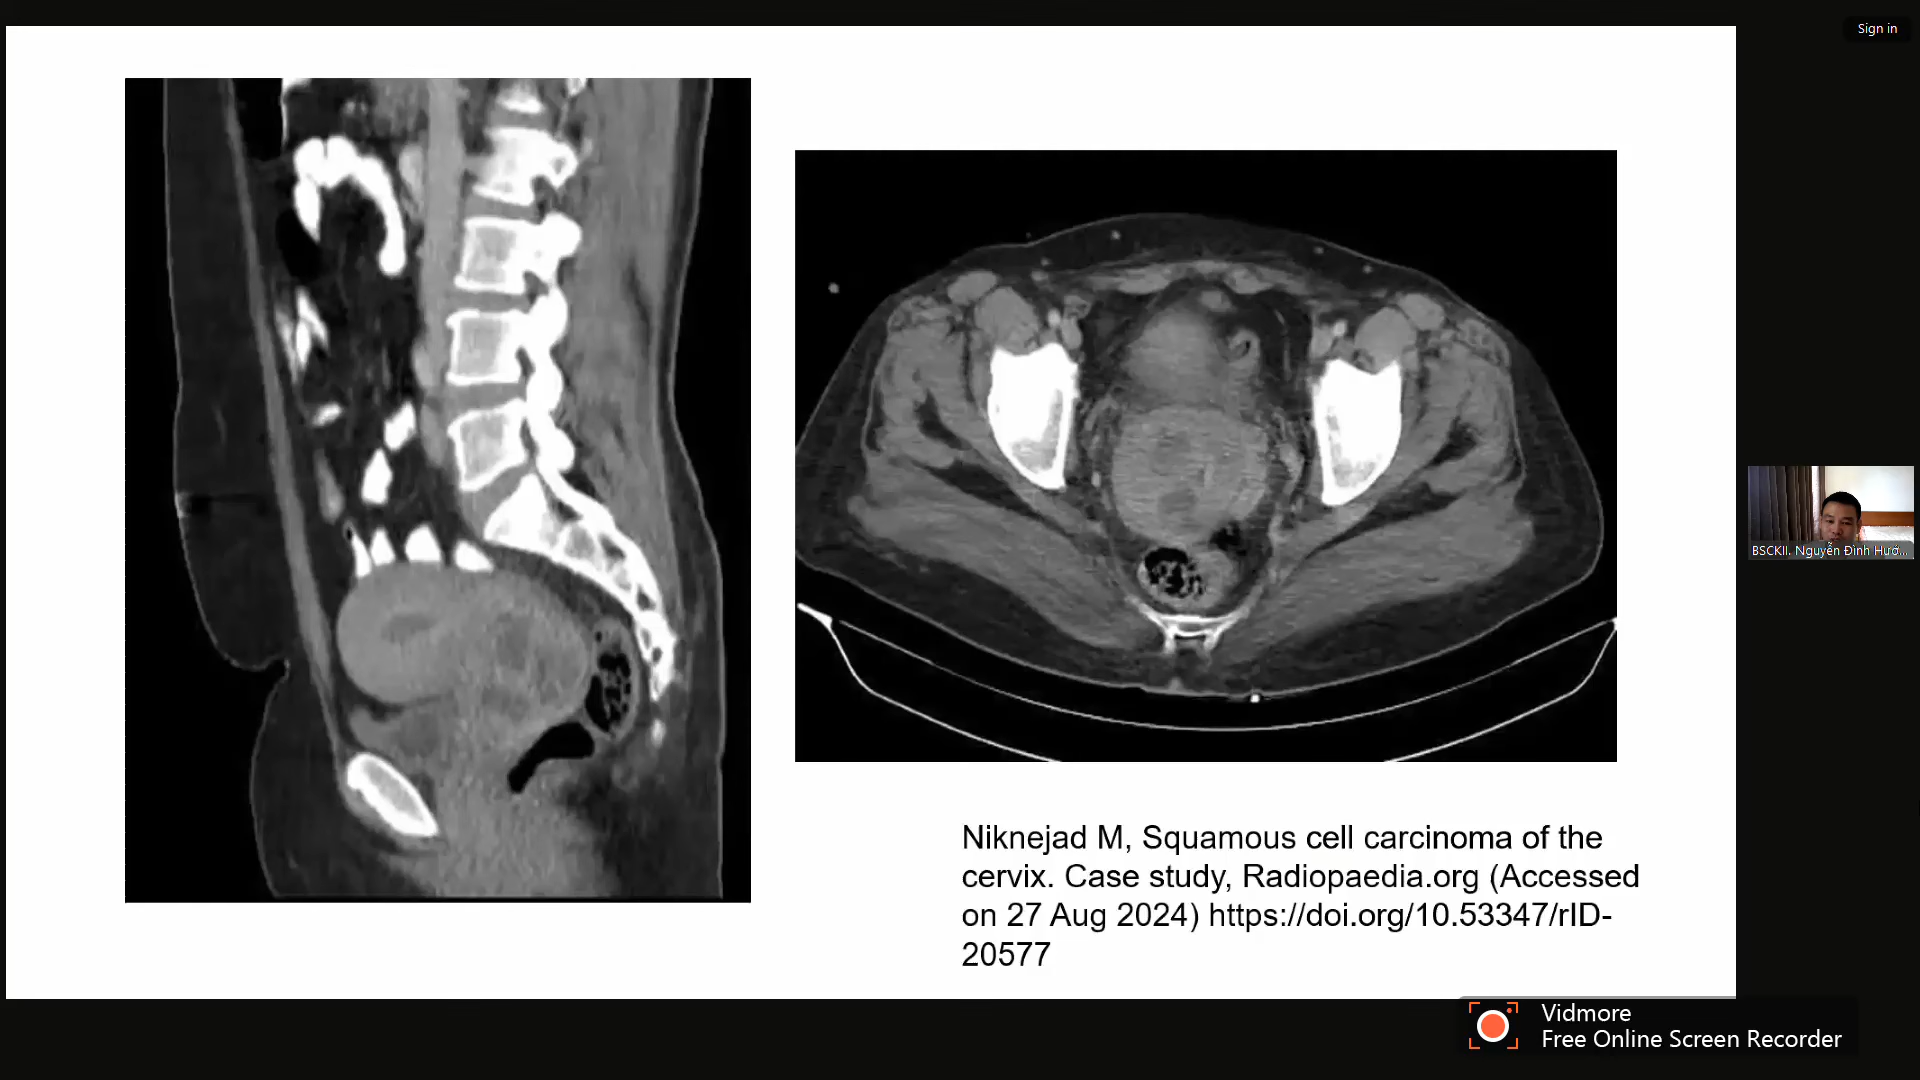 Sign in
BSCKII. Nguyễn Đình Hướ...
Niknejad M, Squamous cell carcinoma of the
cervix. Case study, Radiopaedia.org (Accessed
on 27 Aug 2024) https://doi.org/10.53347/rID-
20577
Vidmore
Free Online Screen Recorder